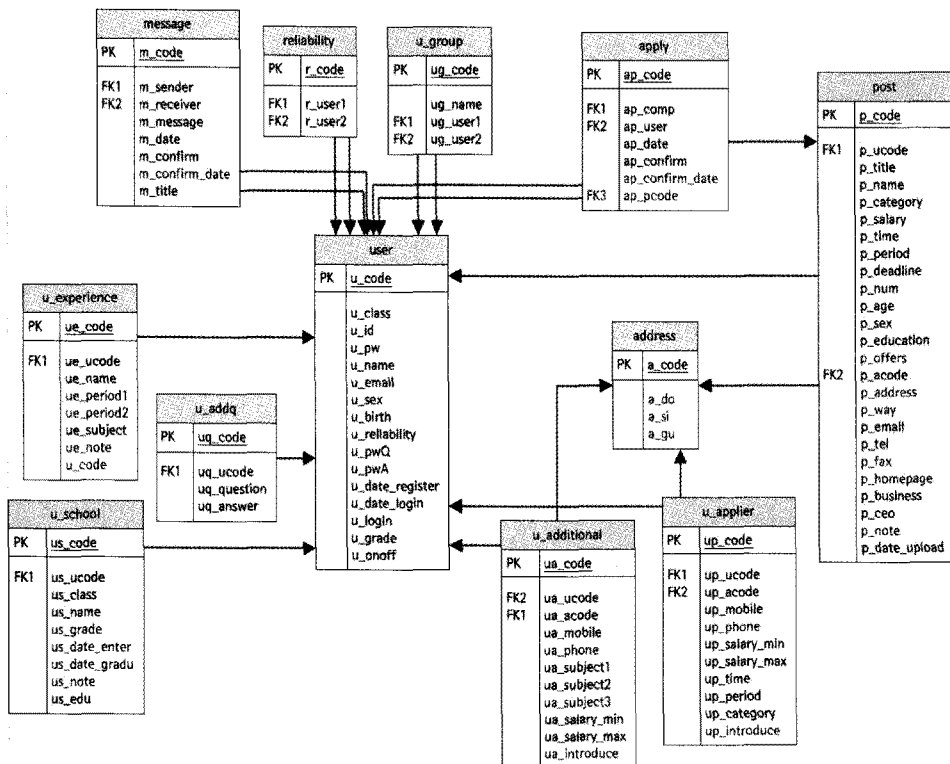 message
PK m_code
FK1 m_sender
FK2 m_receiver
m_message
m_date
m_confirm
m_confirm_date
m_title
reliability
PK r_code
FK1 r_user1
FK2 r_user2
u_group
PK ug_code
ug_name
FK1 ug_user1
FK2 ug_user2
apply
PK ap_code
FK1 ap_comp
FK2 ap_user
ap_date
ap_confirm
ap_confirm_date
FK3 ap_pcode
post
PK p_code
FK1 p_ucode
p_title
p_name
p_category
p_salary
p_time
p_period
p_deadline
p_num
p_age
p_sex
p_education
p_offers
FK2 p_acode
p_address
p_way
p_email
p_tel
p_fax
p_homepage
p_business
p_ceo
p_note
p_date_upload
user
PK u_code
u_class
u_id
u_pw
u_name
u_email
u_sex
u_birth
u_reliability
u_pwQ
u_pwA
u_date_register
u_date_login
u_login
u_grade
u_onoff
u_experience
PK ue_code
FK1 ue_ucode
ue_name
ue_period1
ue_period2
ue_subject
ue_note
u_code
u_addq
PK uq_code
FK1 uq_ucode
uq_question
uq_answer
address
PK a_code
a_do
a_si
a_gu
u_school
PK us_code
FK1 us_ucode
us_class
us_name
us_grade
us_date_enter
us_date_gradu
us_note
us_edu
u_additional
PK ua_code
FK2 ua_ucode
FK1 ua_acode
ua_mobile
ua_phone
ua_subject1
ua_subject2
ua_subject3
ua_salary_min
ua_salary_max
ua_introduce
u_applier
PK up_code
FK1 up_ucode
FK2 up_acode
up_mobile
up_phone
up_salary_min
up_salary_max
up_time
up_period
up_category
up_introduce